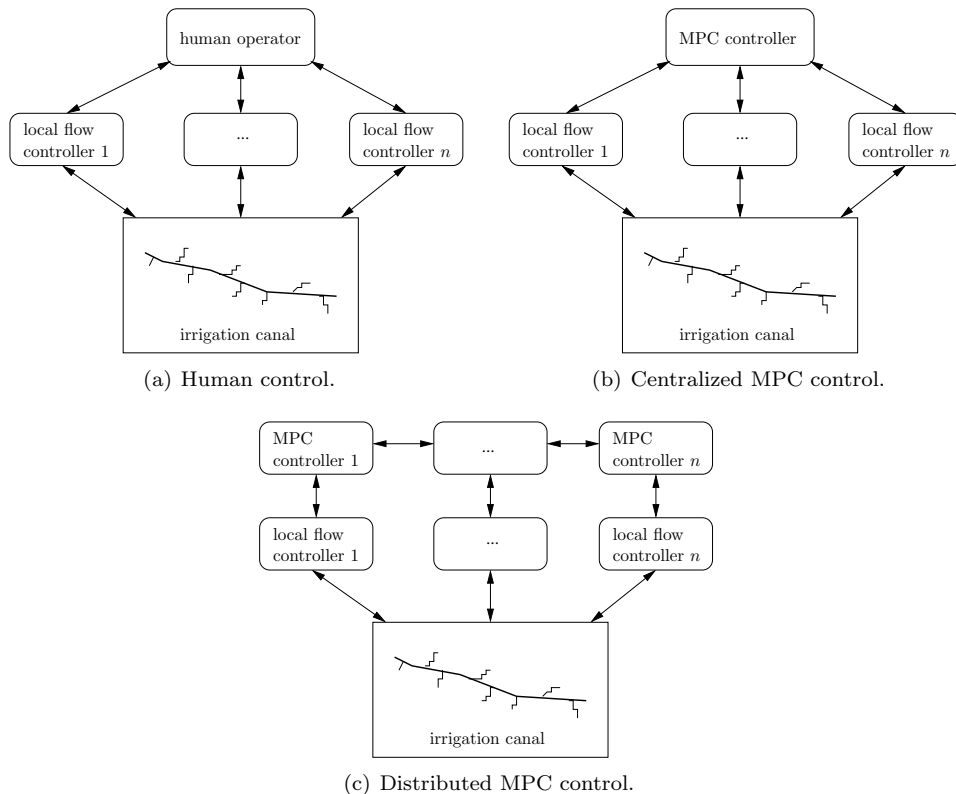 human operator
local flow
controller 1
...
local flow
controller n
irrigation canal
(a) Human control.
MPC controller
local flow
controller 1
...
local flow
controller n
irrigation canal
(b) Centralized MPC control.
MPC
controller 1
...
MPC
controller n
local flow
controller 1
...
local flow
controller n
irrigation canal
(c) Distributed MPC control.